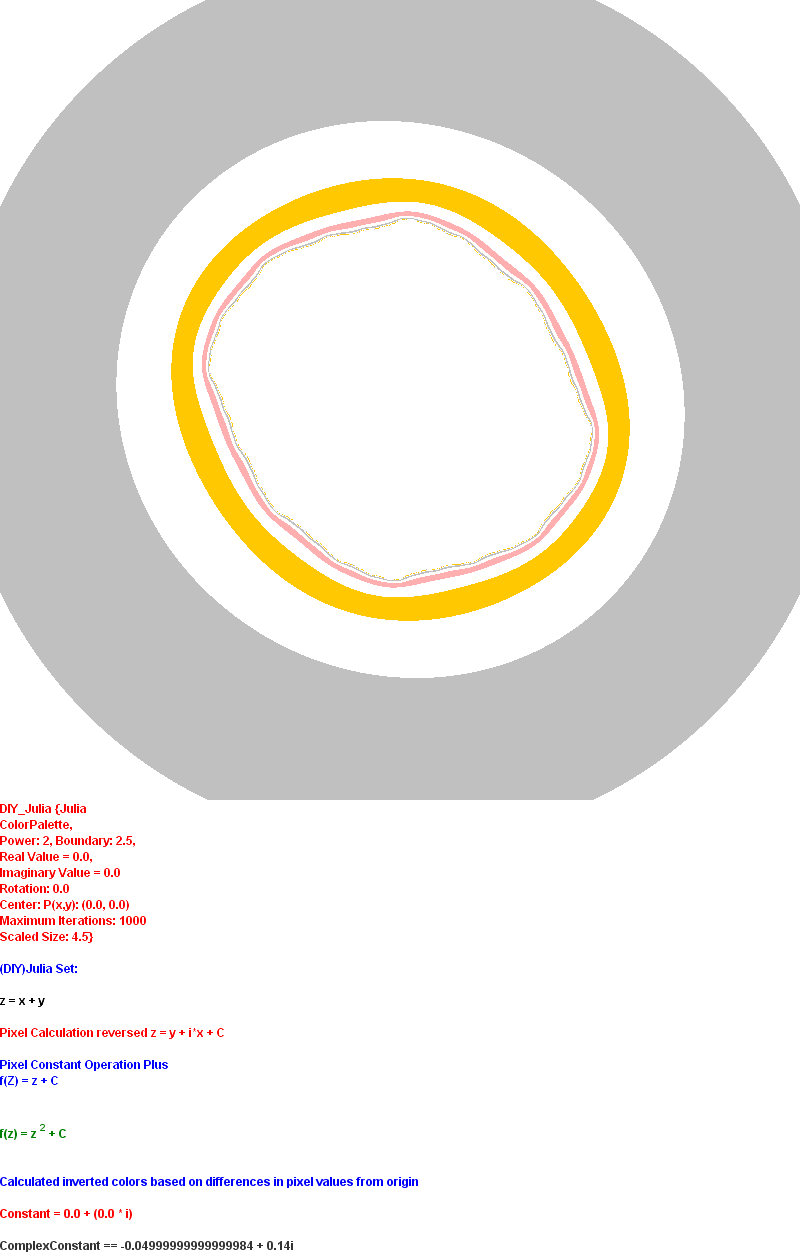 DIY_Julia {Julia
ColorPalette,
Power: 2, Boundary: 2.5,
Real Value = 0.0,
Imaginary Value = 0.0
Rotation: 0.0
Center: P(x,y): (0.0, 0.0)
Maximum Iterations: 1000
Scaled Size: 4.5}
(DIY)Julia Set:
z = x + y
Pixel Calculation reversed z = y + i*x + C
Pixel Constant Operation Plus
f(Z) = z + C
f(z) = z ² + C
Calculated inverted colors based on differences in pixel values from origin
Constant = 0.0 + (0.0 * i)
ComplexConstant == -0.04999999999999984 + 0.14i